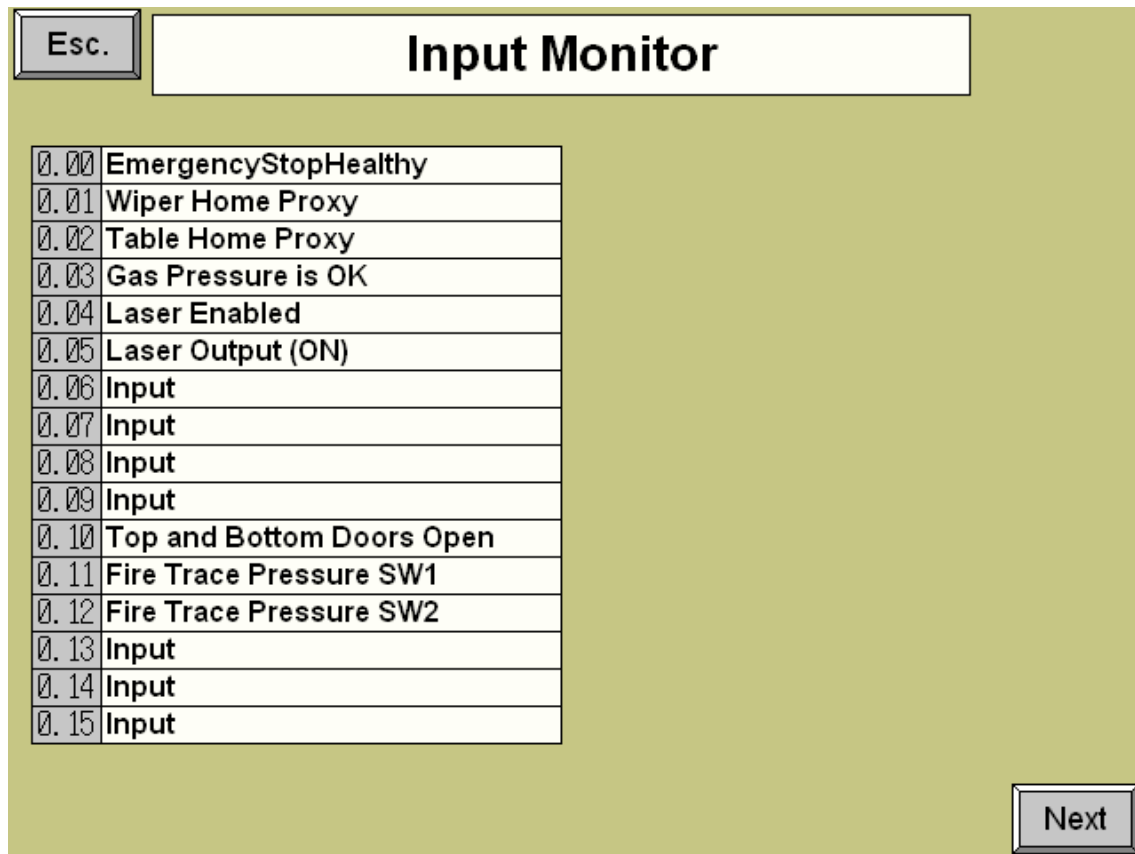 Esc.
Input Monitor
0.00 EmergencyStopHealthy
0.01 Wiper Home Proxy
0.02 Table Home Proxy
0.03 Gas Pressure is OK
0.04 Laser Enabled
0.05 Laser Output (ON)
0.06 Input
0.07 Input
0.08 Input
0.09 Input
0.10 Top and Bottom Doors Open
0.11 Fire Trace Pressure SW1
0.12 Fire Trace Pressure SW2
0.13 Input
0.14 Input
0.15 Input
Next